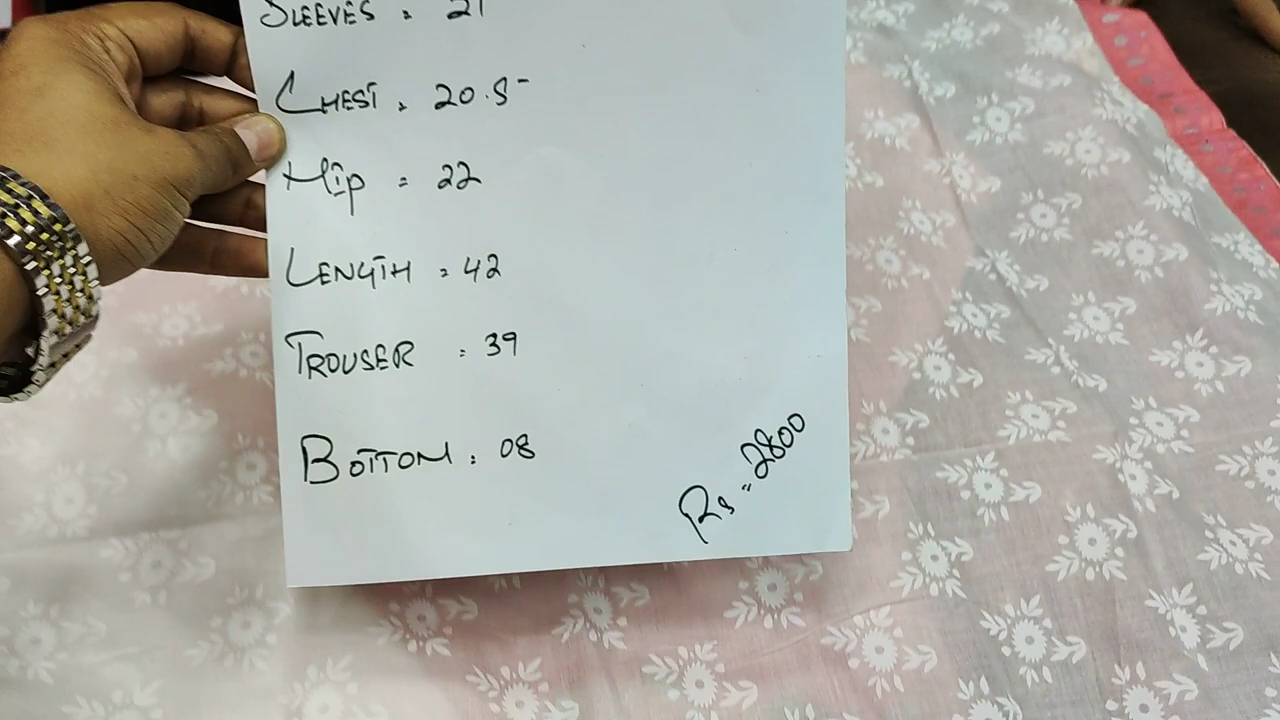 SLEEVES = 21
CHEST = 20.5
Hip = 22
LENGTH = 42
TROUSER = 39
BOTTOM = 08
Rs = 2800